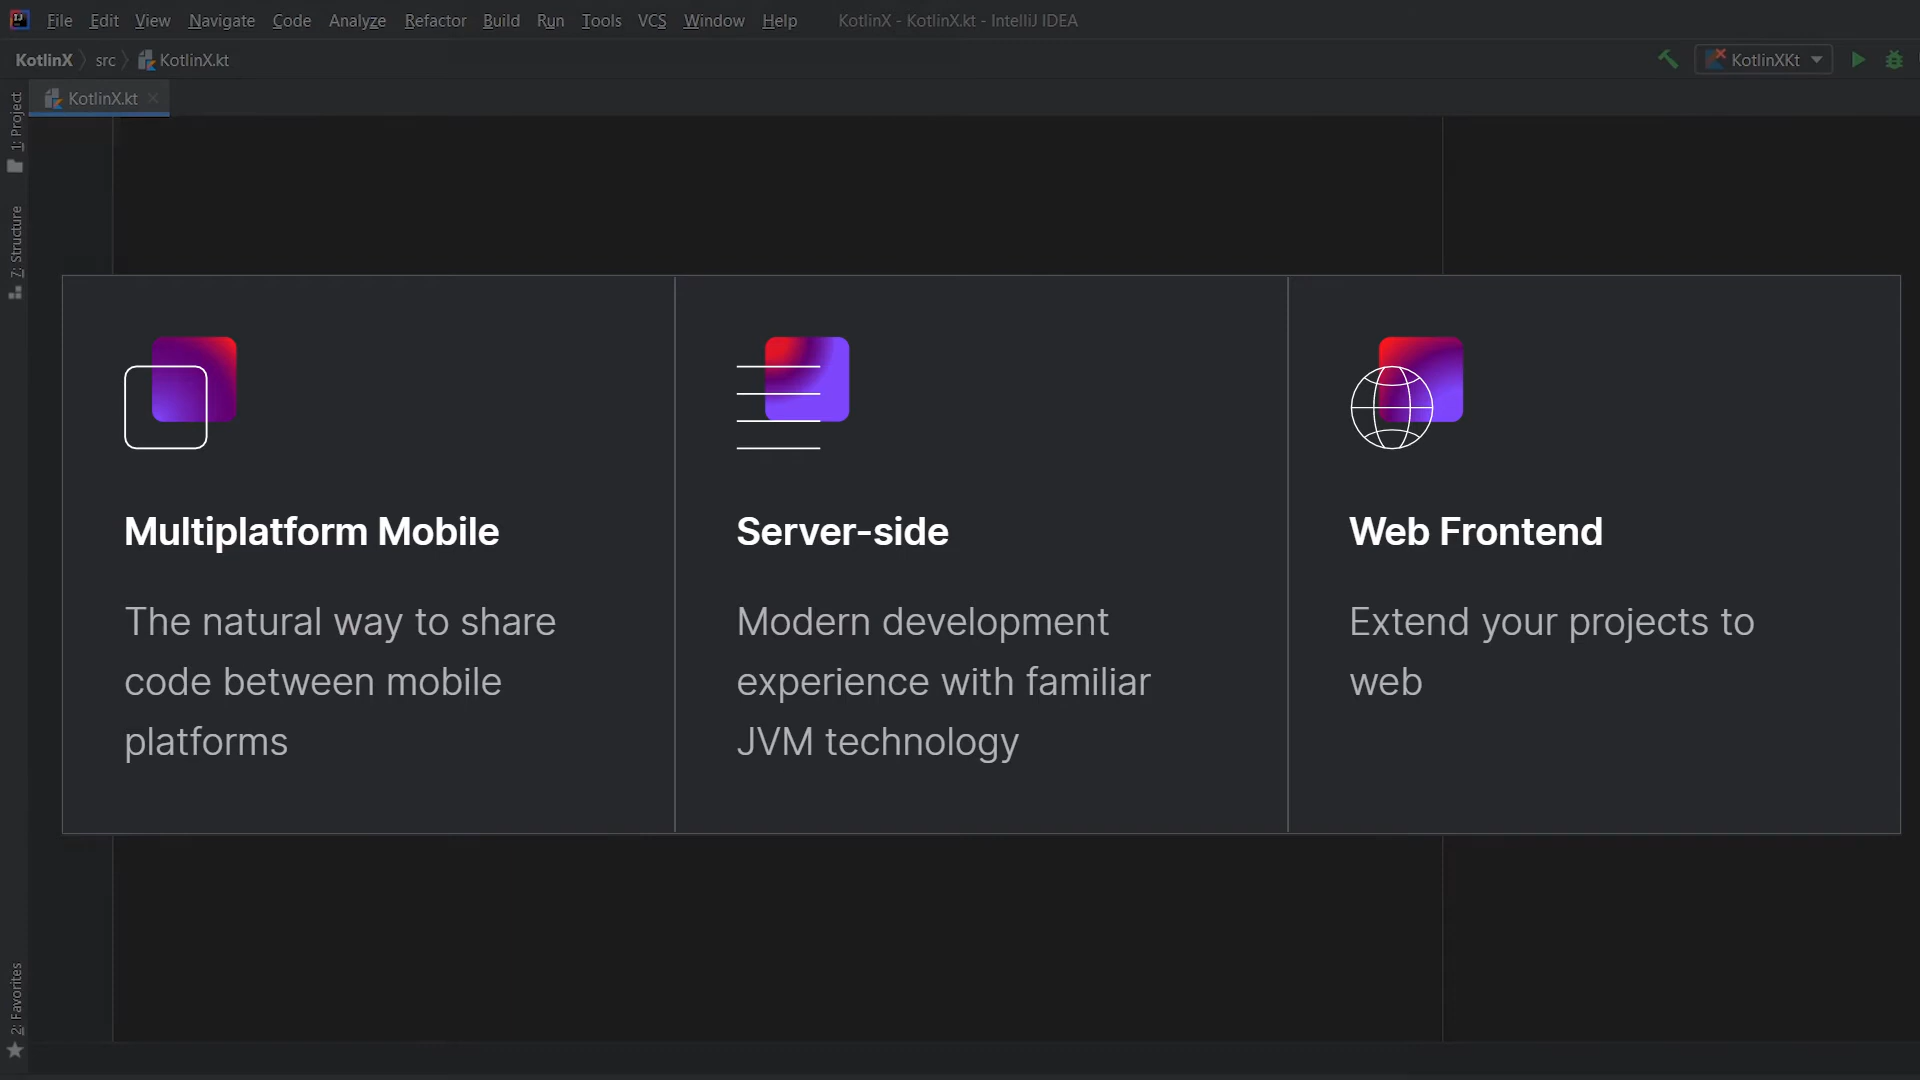 File Edit View Navigate Code Analyze Refactor Build Run Tools VCS Window Help KotlinX - KotlinX.kt - IntelliJ IDEA
KotlinX src KotlinX.kt KotlinXKt
KotlinX.kt
1: Project
7: Structure
Multiplatform Mobile
The natural way to share
code between mobile
platforms
Server-side
Modern development
experience with familiar
JVM technology
Web Frontend
Extend your projects to
web
2: Favorites